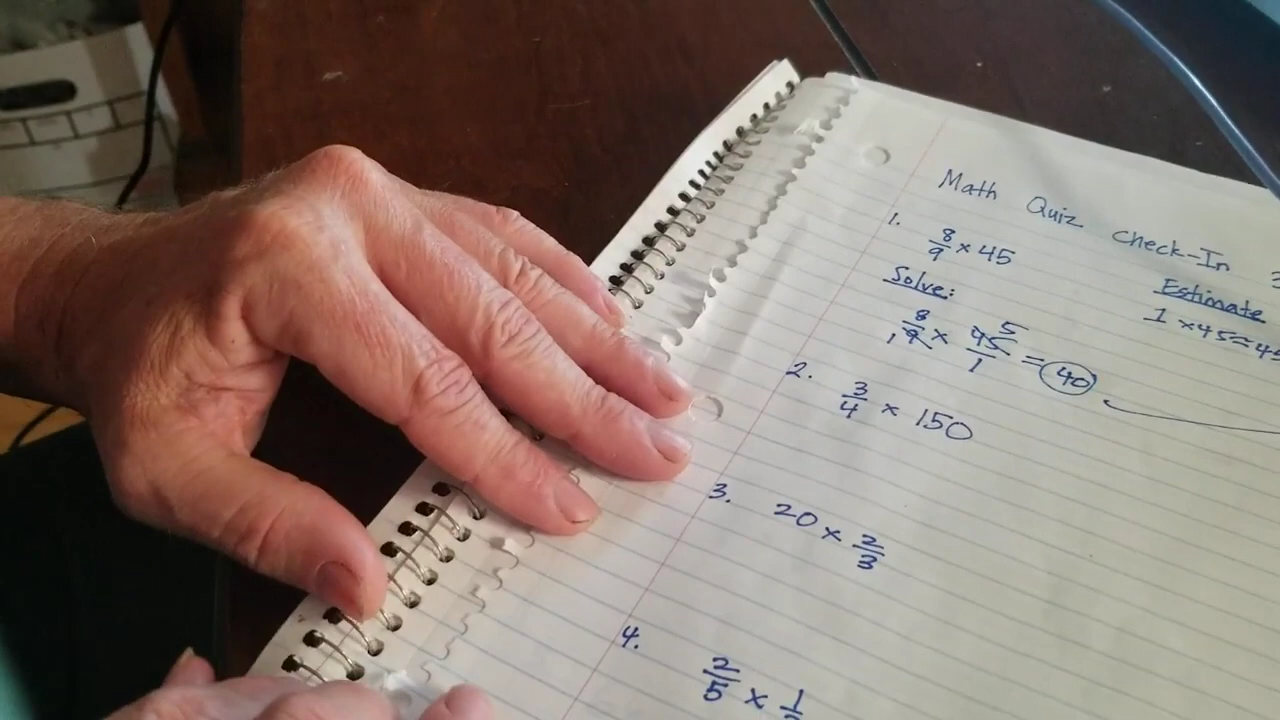 Math Quiz Check-In
1. 8/9 × 45
Estimate
Solve:
1 × 45 ≈ 45
8/9 × 45/1 = 40
1 5
2. 3/4 × 150
3. 20 × 2/3
4. 2/5 × 1/